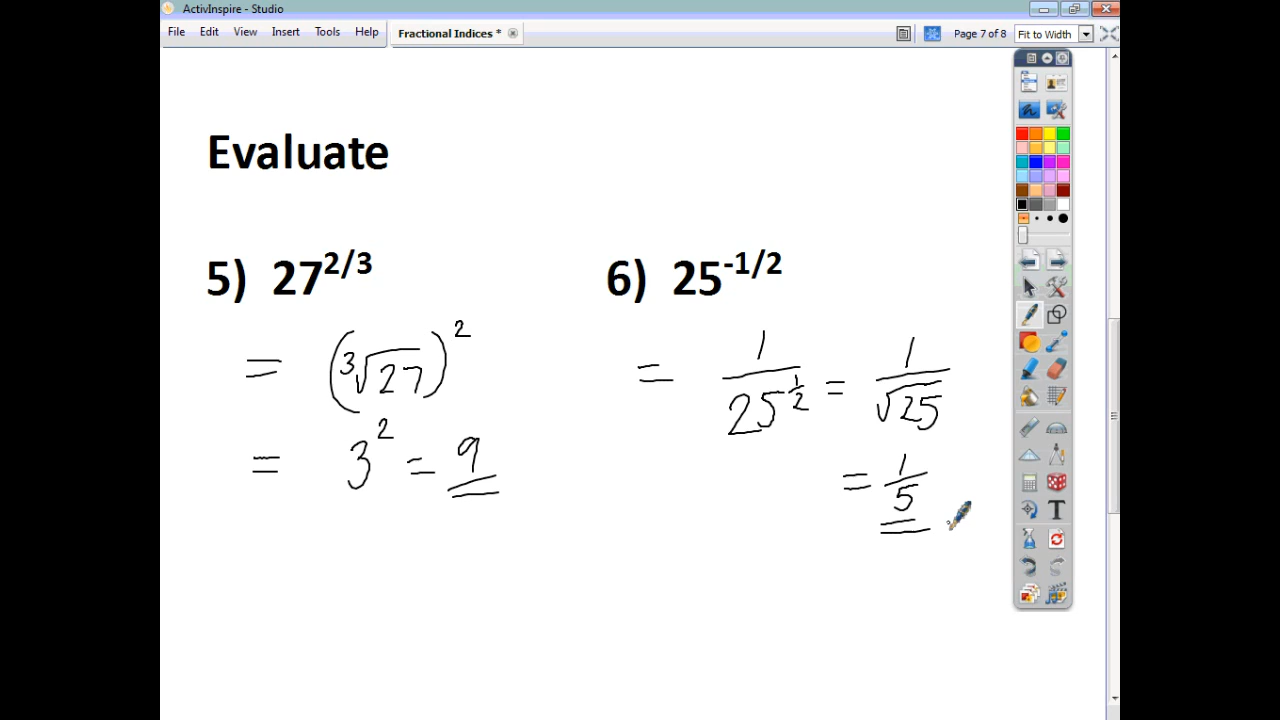 ActivInspire - Studio
File Edit View Insert Tools Help Fractional Indices * Page 7 of 8 Fit to Width
Evaluate
5) 27^2/3 6) 25^-1/2
= (³√27)² = 1/25^½ = 1/√25
= 3² = 9 = 1/5
T